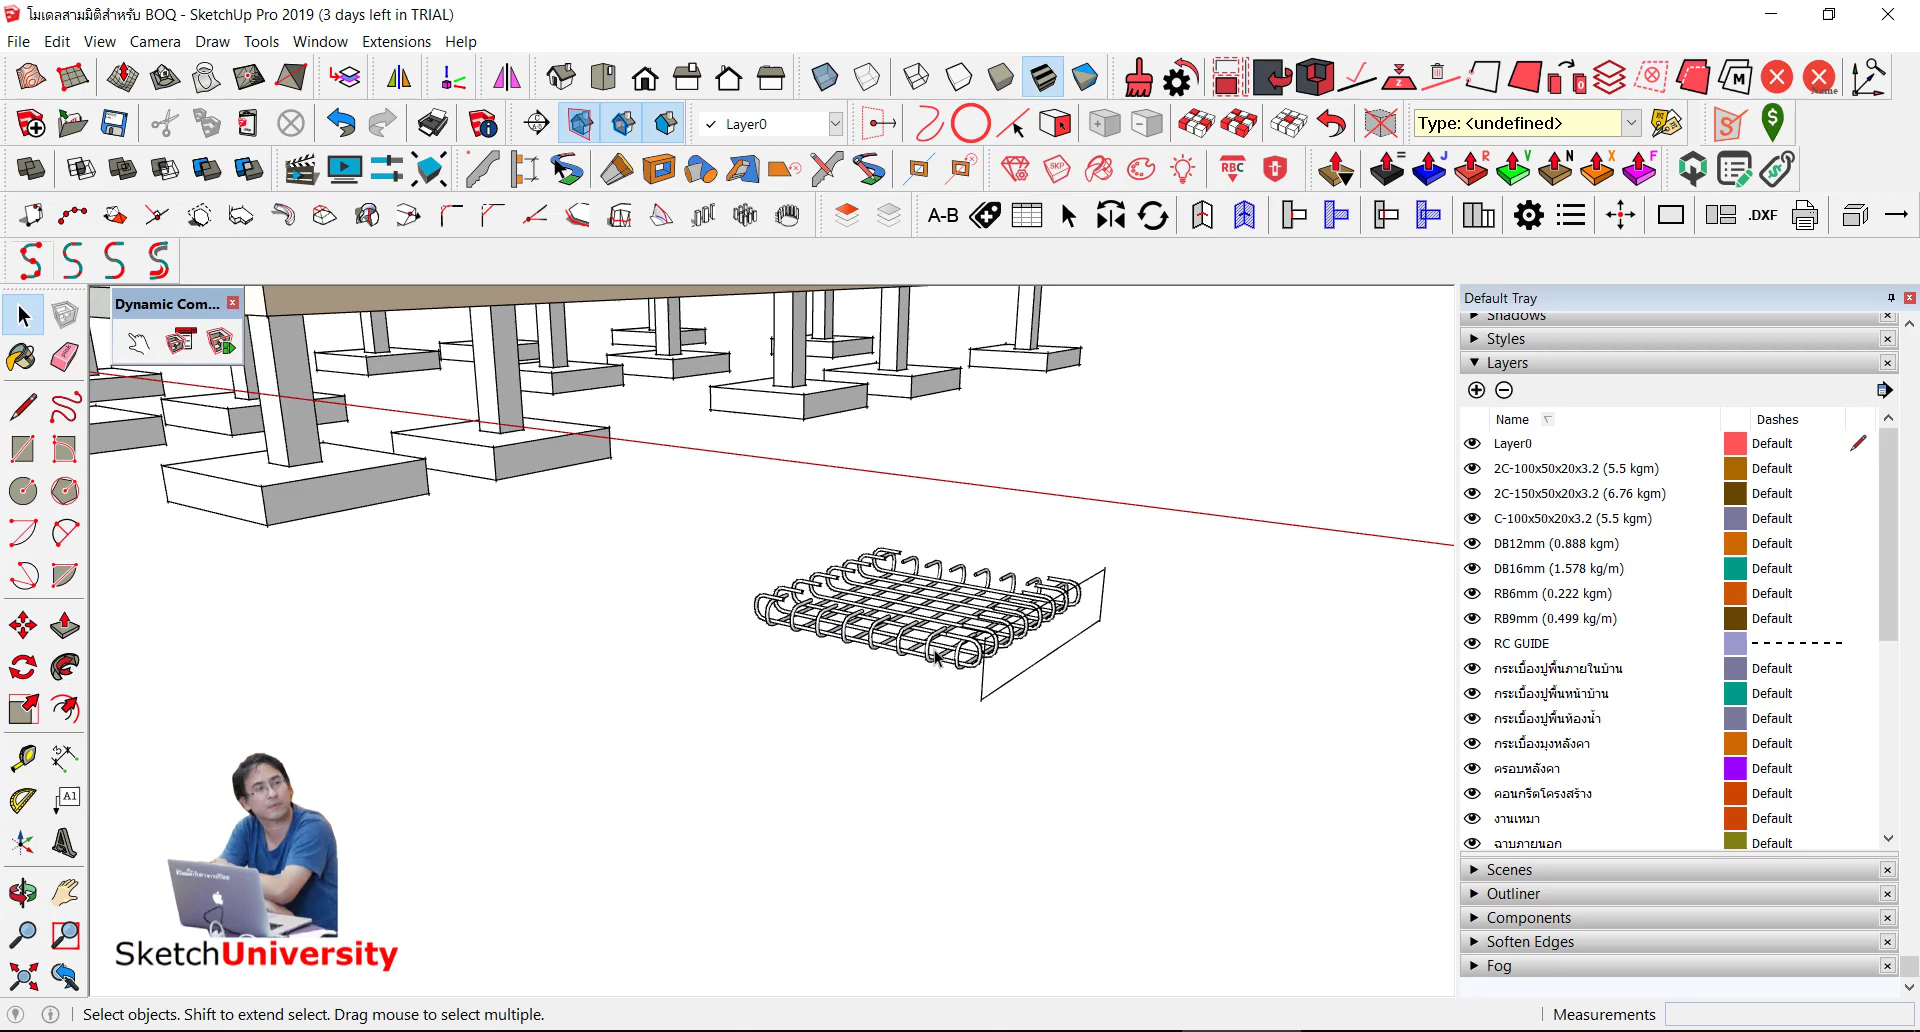 โมเดลสามมิติสำหรับ BOQ - SketchUp Pro 2019 (3 days left in TRIAL)
File Edit View Camera Draw Tools Window Extensions Help
Name
Layer0
Type: <undefined>
RBC
= J R V N X F
A-B
.DXF
Dynamic Com...
A1
SketchUniversity
Default Tray
Shadows
Styles
Layers
Name Dashes
Layer0 Default
2C-100x50x20x3.2 (5.5 kgm) Default
2C-150x50x20x3.2 (6.76 kgm) Default
C-100x50x20x3.2 (5.5 kgm) Default
DB12mm (0.888 kgm) Default
DB16mm (1.578 kg/m) Default
RB6mm (0.222 kgm) Default
RB9mm (0.499 kg/m) Default
RC GUIDE
กระเบื้องปูพื้นภายในบ้าน Default
กระเบื้องปูพื้นหน้าบ้าน Default
กระเบื้องปูพื้นห้องน้ำ Default
กระเบื้องมุงหลังคา Default
ครอบหลังคา Default
คอนกรีตโครงสร้าง Default
งานเหมา Default
ฉาบภายนอก Default
Scenes
Outliner
Components
Soften Edges
Fog
Select objects. Shift to extend select. Drag mouse to select multiple.
Measurements